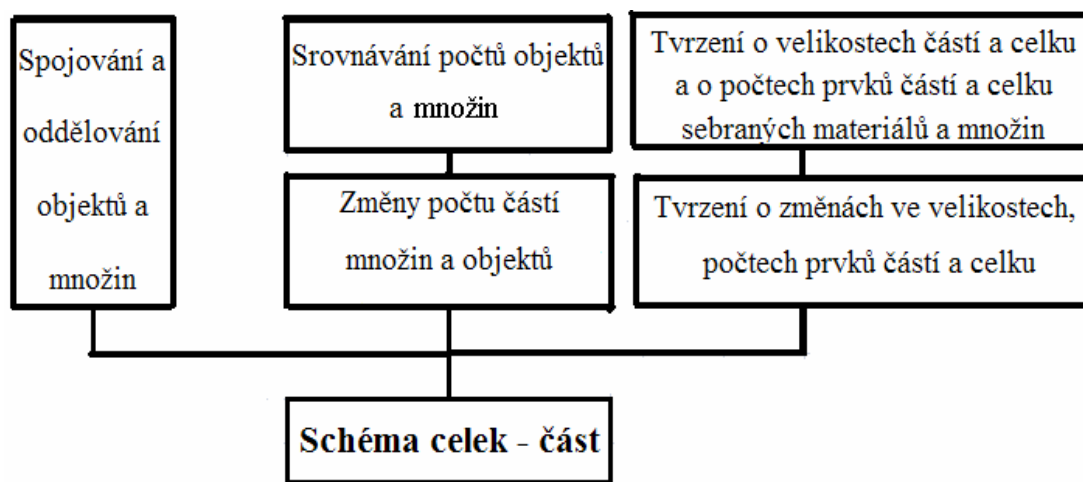 Spojování a
oddělování
objektů a
množin
Srovnávání počtů objektů
a množin
Změny počtu částí
množin a objektů
Tvrzení o velikostech částí a celku
a o počtech prvků částí a celku
sebraných materiálů a množin
Tvrzení o změnách ve velikostech,
počtech prvků částí a celku
Schéma celek - část